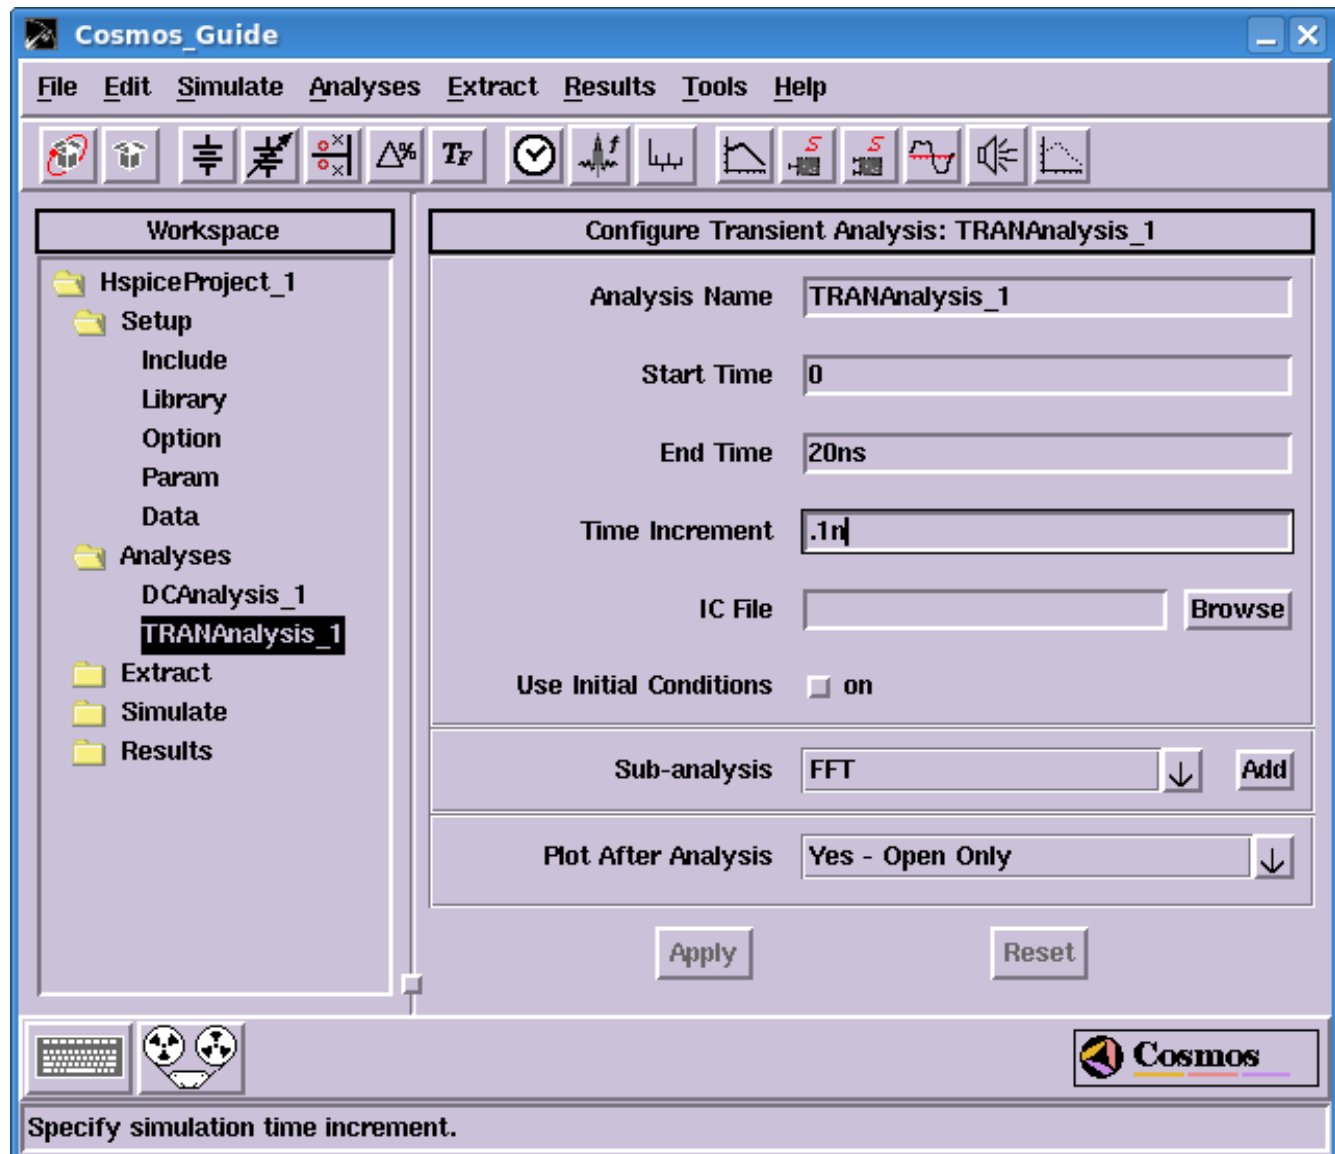 Cosmos_Guide
File Edit Simulate Analyses Extract Results Tools Help
% TF f S S
Workspace
HspiceProject_1
Setup
Include
Library
Option
Param
Data
Analyses
DCAnalysis_1
TRANAnalysis_1
Extract
Simulate
Results
Configure Transient Analysis: TRANAnalysis_1
Analysis Name TRANAnalysis_1
Start Time 0
End Time 20ns
Time Increment .1n
IC File Browse
Use Initial Conditions on
Sub-analysis FFT Add
Plot After Analysis Yes - Open Only
Apply Reset
Cosmos
Specify simulation time increment.